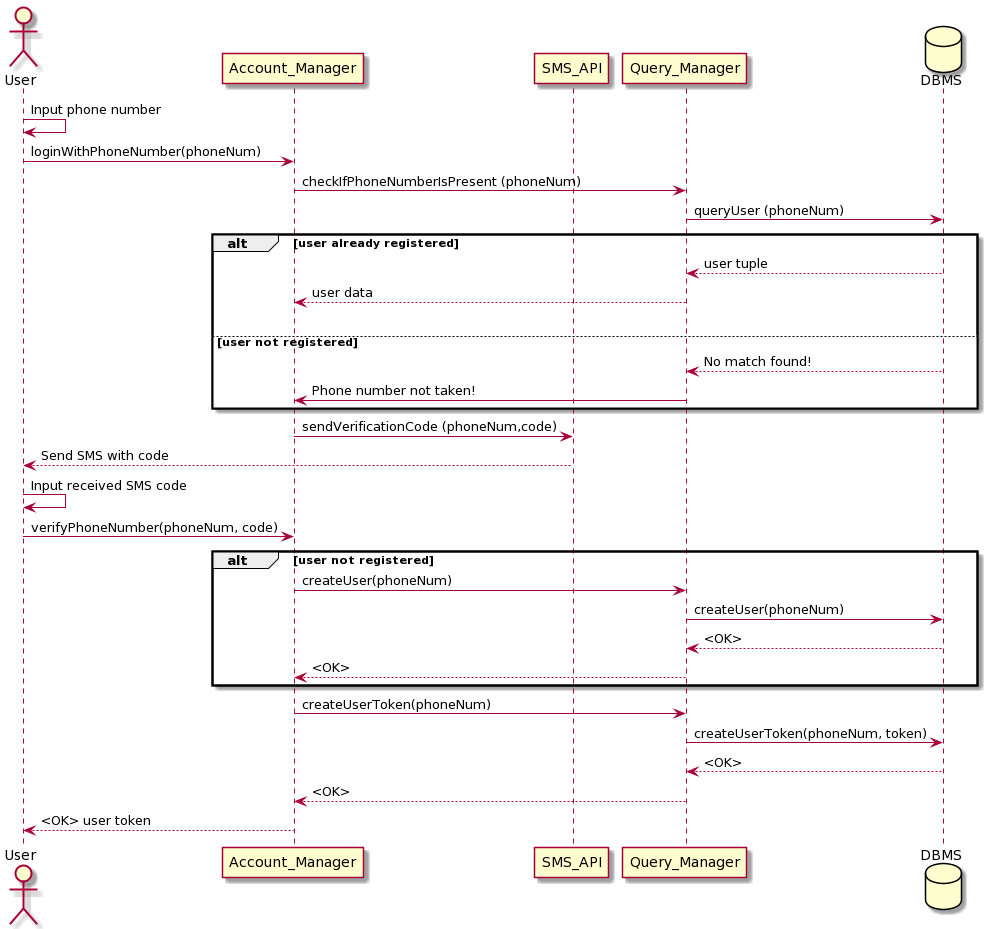 User
Account_Manager
SMS_API
Query_Manager
DBMS
Input phone number
loginWithPhoneNumber(phoneNum)
checkIfPhoneNumberIsPresent (phoneNum)
queryUser (phoneNum)
alt
[user already registered]
user tuple
user data
[user not registered]
No match found!
Phone number not taken!
sendVerificationCode (phoneNum,code)
Send SMS with code
Input received SMS code
verifyPhoneNumber(phoneNum, code)
alt
[user not registered]
createUser(phoneNum)
createUser(phoneNum)
<OK>
<OK>
createUserToken(phoneNum)
createUserToken(phoneNum, token)
<OK>
<OK>
<OK> user token
User
Account_Manager
SMS_API
Query_Manager
DBMS